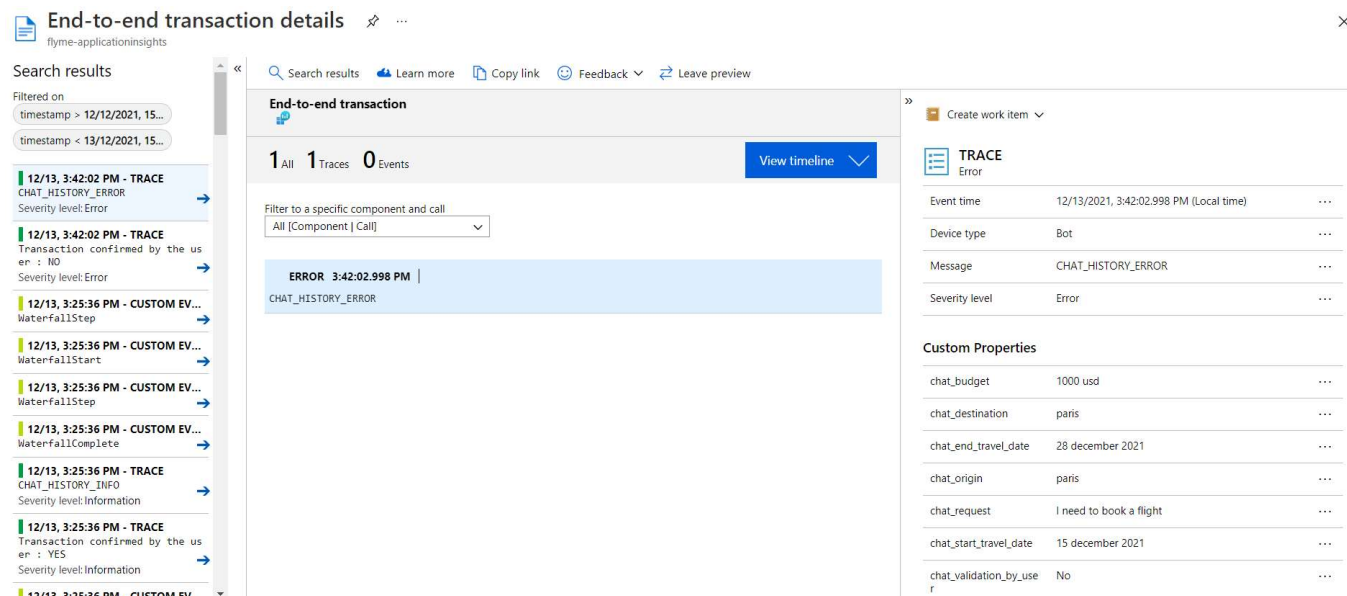 End-to-end transaction details
flyme-applicationinsights
Search results
Filtered on
timestamp > 12/12/2021, 15...
timestamp < 13/12/2021, 15...
12/13, 3:42:02 PM - TRACE
CHAT_HISTORY_ERROR
Severity level: Error
12/13, 3:42:02 PM - TRACE
Transaction confirmed by the us
er : NO
Severity level: Error
12/13, 3:25:36 PM - CUSTOM EV...
WaterfallStep
12/13, 3:25:36 PM - CUSTOM EV...
WaterfallStart
12/13, 3:25:36 PM - CUSTOM EV...
WaterfallStep
12/13, 3:25:36 PM - CUSTOM EV...
WaterfallComplete
12/13, 3:25:36 PM - TRACE
CHAT_HISTORY_INFO
Severity level: Information
12/13, 3:25:36 PM - TRACE
Transaction confirmed by the us
er : YES
Severity level: Information
12/13, 3:25:36 PM - CUSTOM EV...
Search results Learn more Copy link Feedback Leave preview
End-to-end transaction
1 All 1 Traces 0 Events
View timeline
Filter to a specific component and call
All [Component | Call]
ERROR 3:42:02.998 PM |
CHAT_HISTORY_ERROR
Create work item
TRACE
Error
Event time 12/13/2021, 3:42:02.998 PM (Local time) ...
Device type Bot ...
Message CHAT_HISTORY_ERROR ...
Severity level Error ...
Custom Properties
chat_budget 1000 usd ...
chat_destination paris ...
chat_end_travel_date 28 december 2021 ...
chat_origin paris ...
chat_request I need to book a flight ...
chat_start_travel_date 15 december 2021 ...
chat_validation_by_use No ...
r